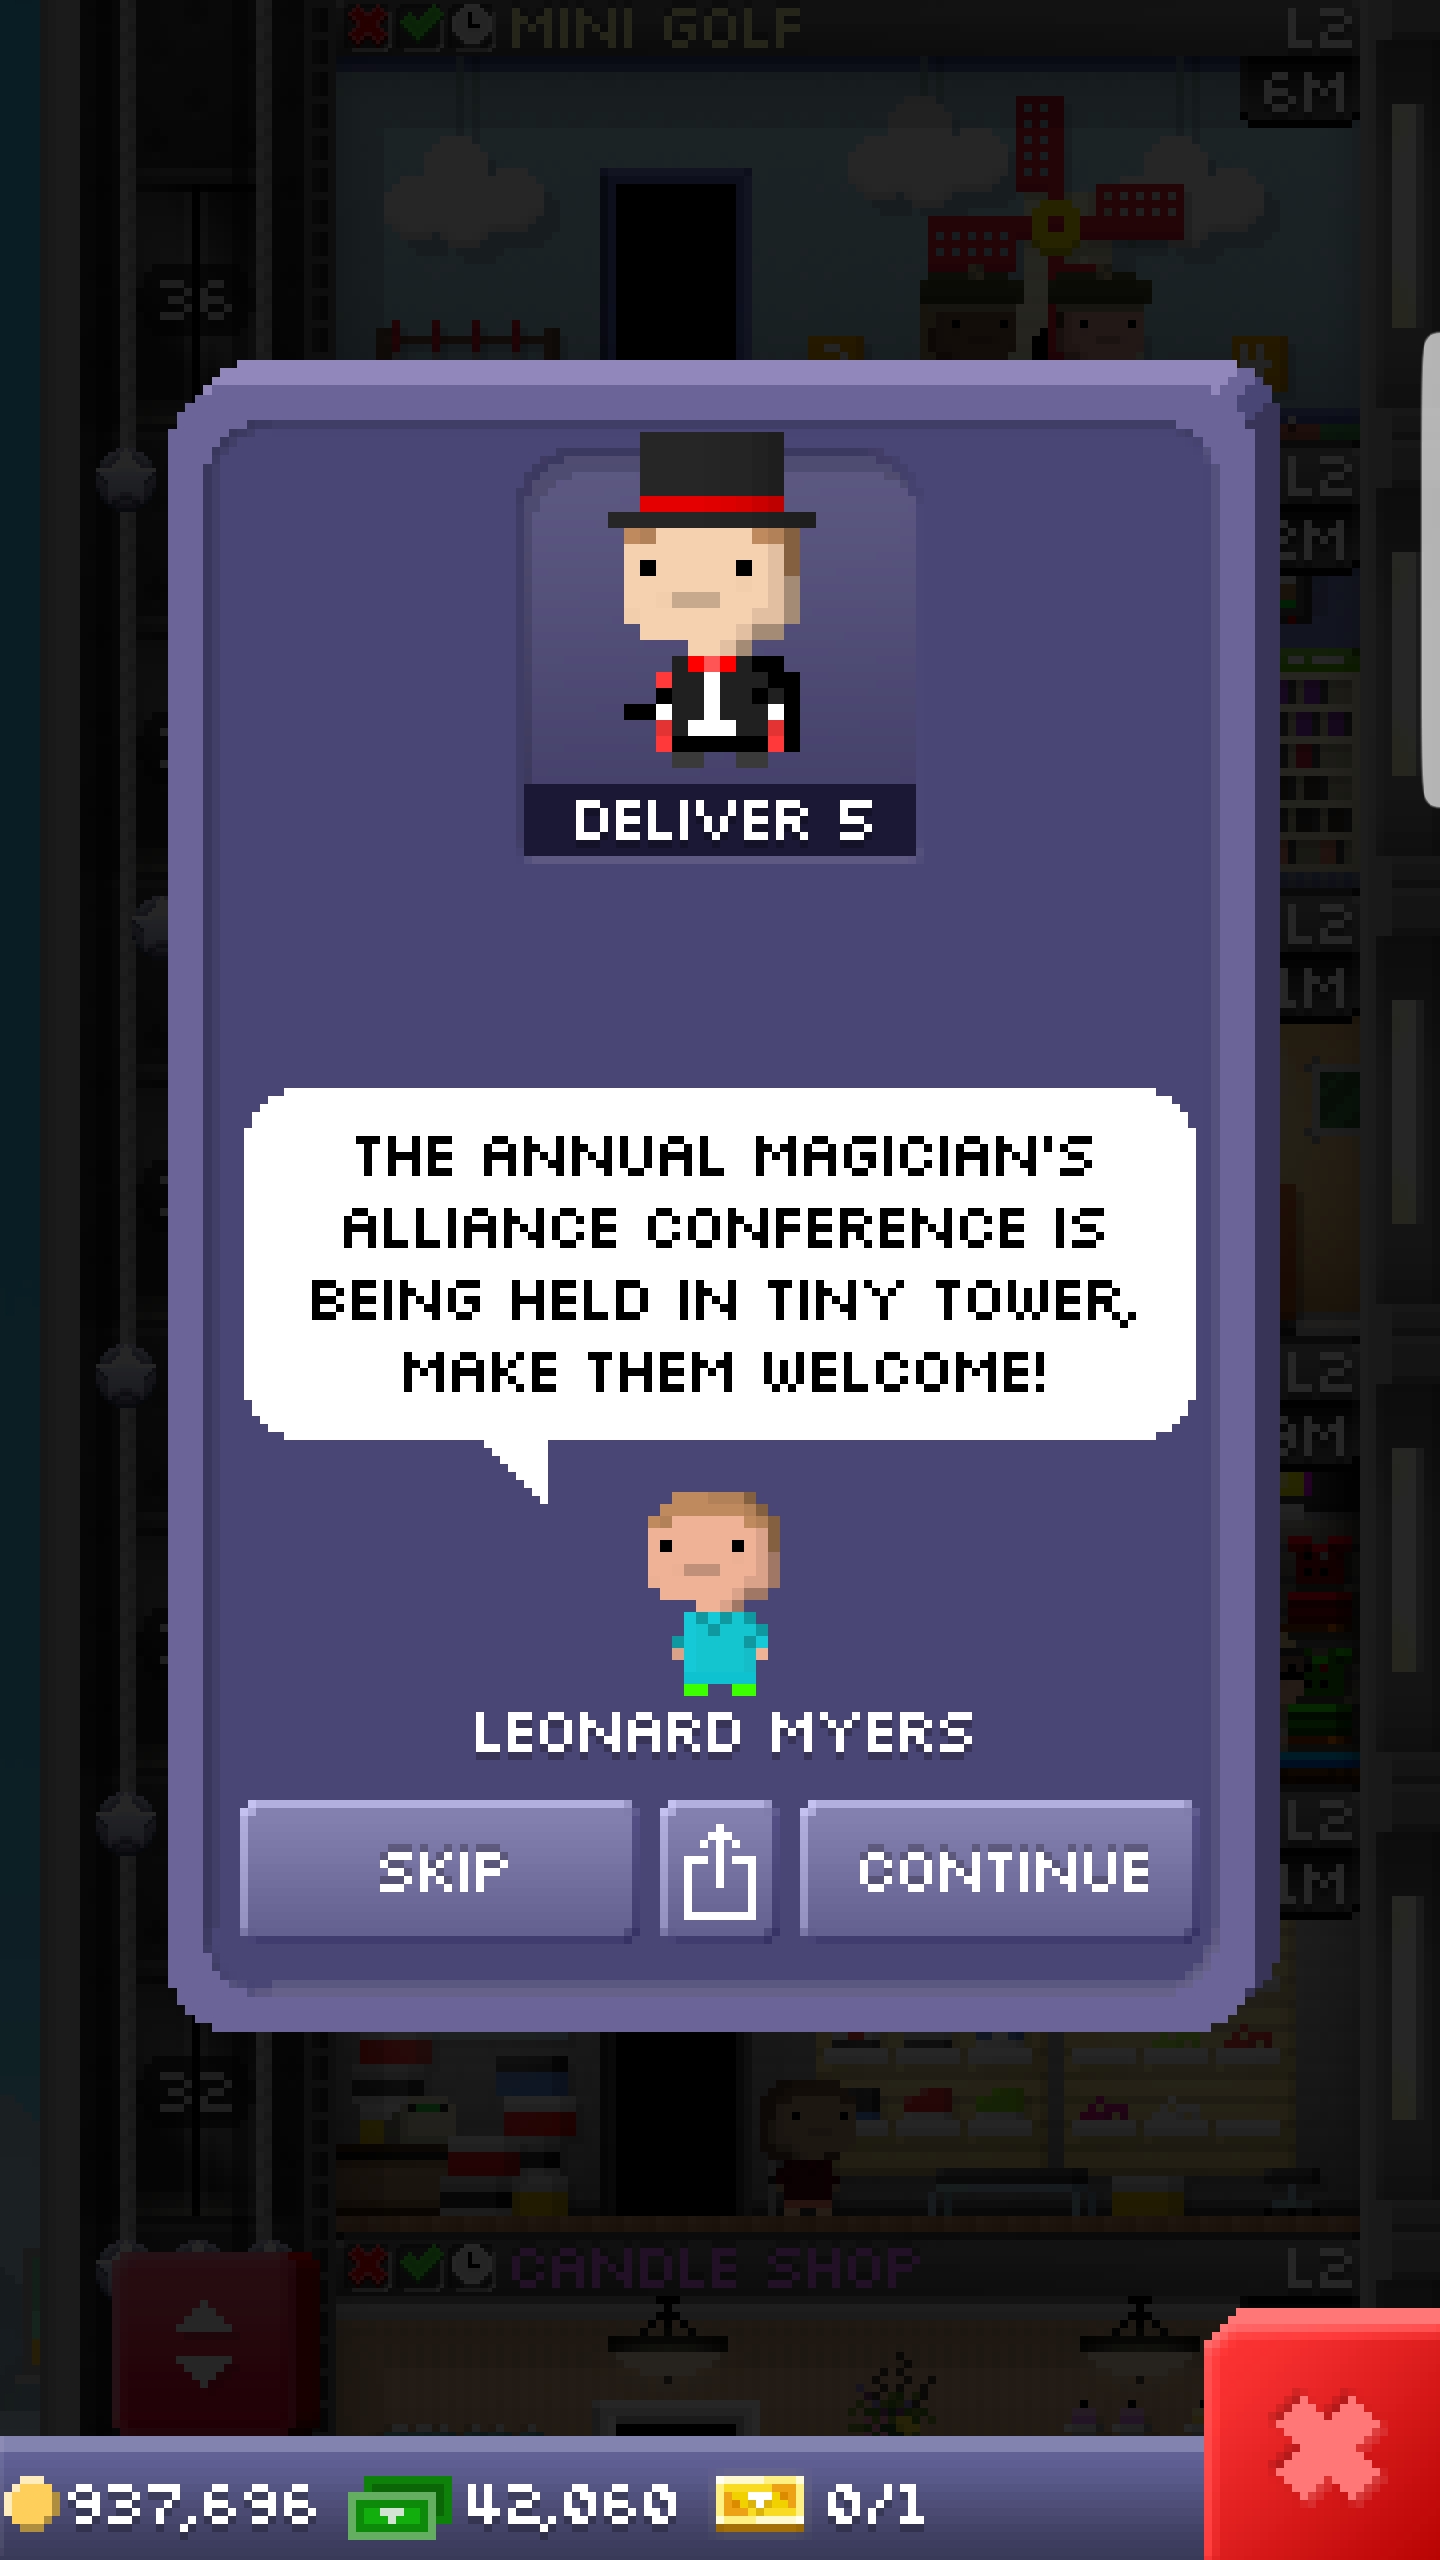 MINI GOLF L2
6M
36
L2
2M
DELIVER 5
L2
1M
THE ANNUAL MAGICIAN'S
ALLIANCE CONFERENCE IS
BEING HELD IN TINY TOWER,
MAKE THEM WELCOME!
L2
9M
LEONARD MYERS
L2
1M
SKIP
CONTINUE
32
CANDLE SHOP L2
937,696 42,060 0/1